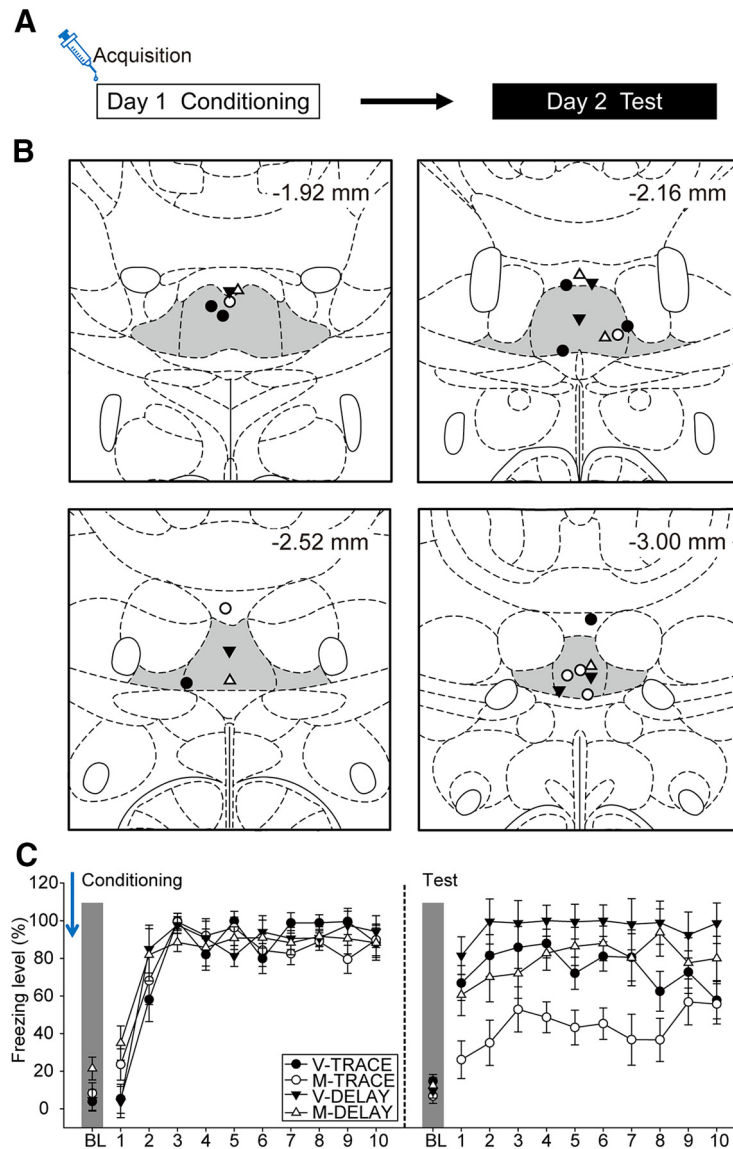 A
Acquisition
Day 1 Conditioning
Day 2 Test
B
-1.92 mm
-2.16 mm
-2.52 mm
-3.00 mm
C
Conditioning
Test
120
100
80
60
40
20
0
Freezing level (%)
V-TRACE
M-TRACE
V-DELAY
M-DELAY
BL 1 2 3 4 5 6 7 8 9 10
BL 1 2 3 4 5 6 7 8 9 10